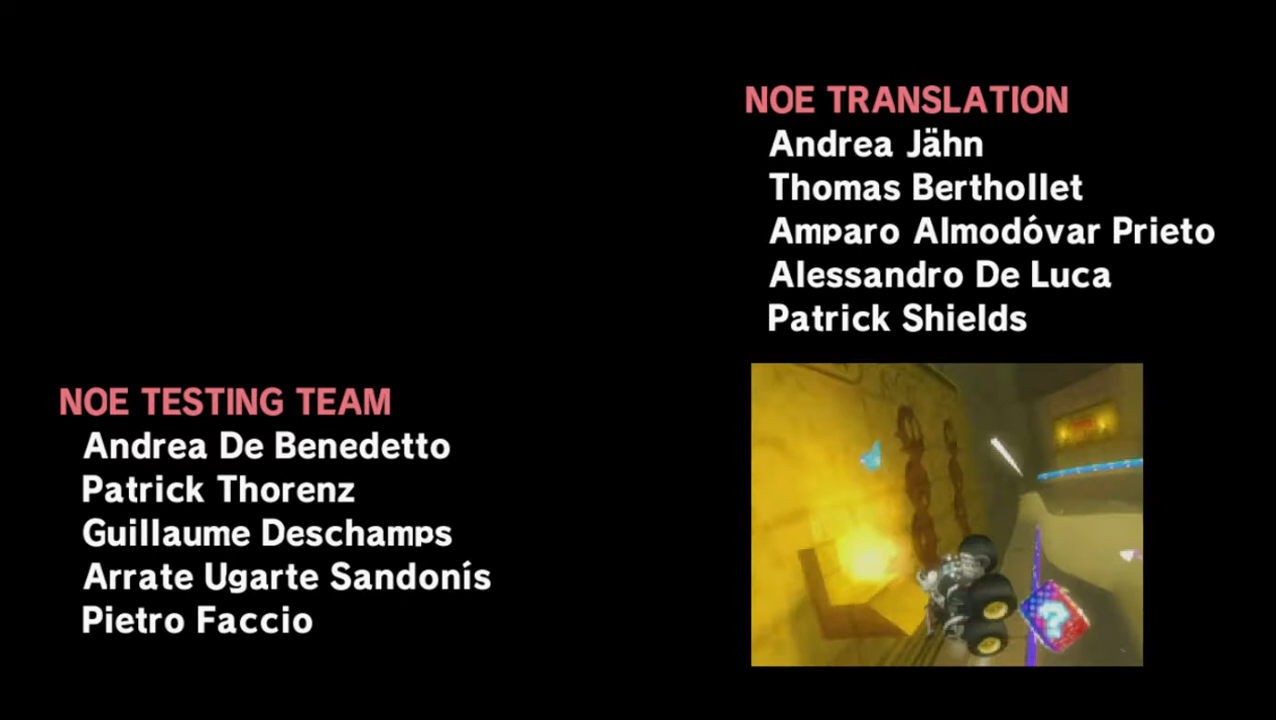 NOE TRANSLATION
Andrea Jähn
Thomas Berthollet
Amparo Almodóvar Prieto
Alessandro De Luca
Patrick Shields
NOE TESTING TEAM
Andrea De Benedetto
Patrick Thorenz
Guillaume Deschamps
Arrate Ugarte Sandonís
Pietro Faccio
?